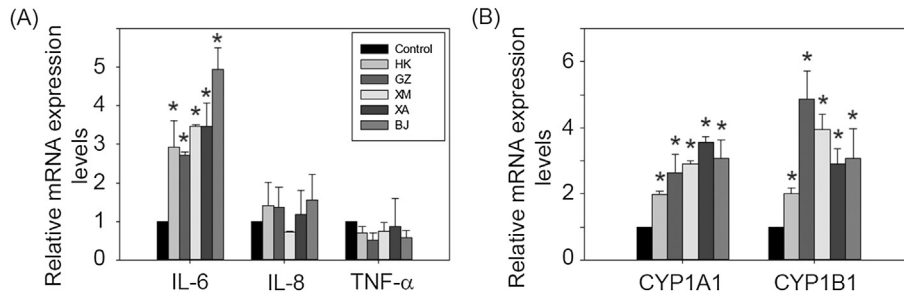 (A)
Relative mRNA expression
levels
5
4
3
2
1
0
* * * * *
Control
HK
GZ
XM
XA
BJ
IL-6 IL-8 TNF-α
(B)
Relative mRNA expression
levels
6
4
2
0
* * * * *
* * * * *
CYP1A1 CYP1B1